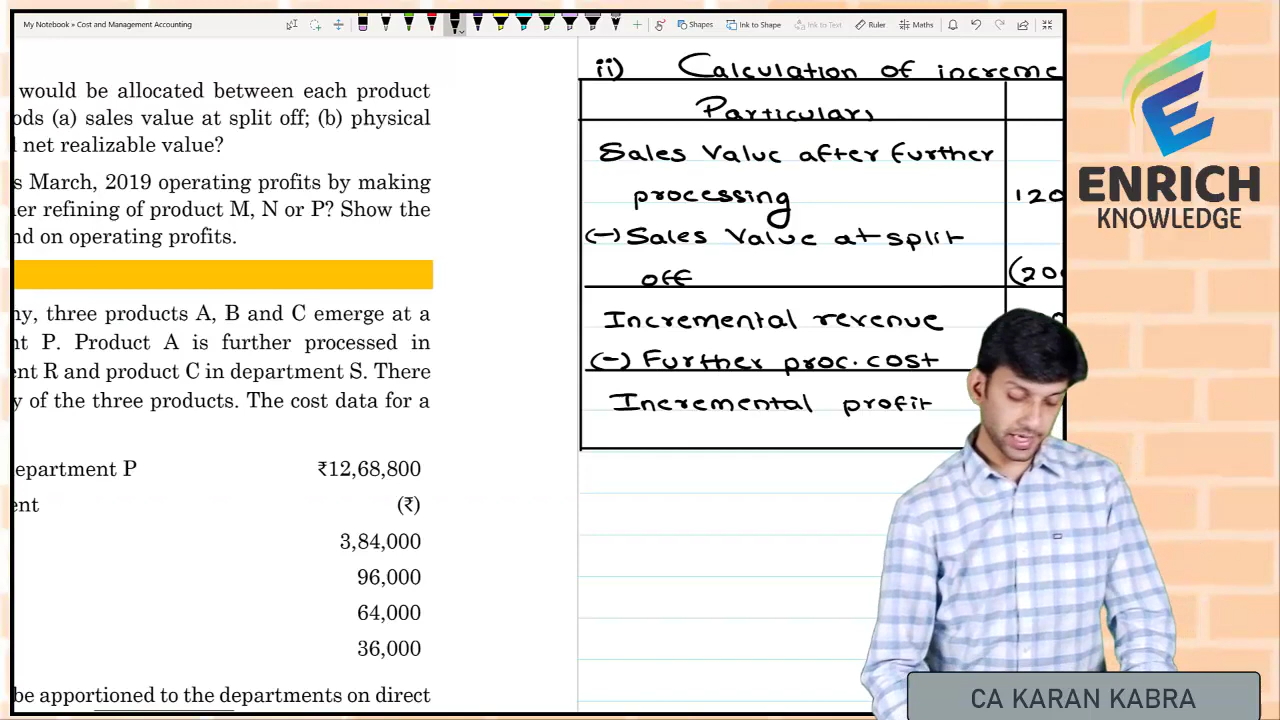 My Notebook » Cost and Management Accounting
Shapes
Ink to Shape
Ink to Text
Ruler
Maths
would be allocated between each product
ods (a) sales value at split off; (b) physical
net realizable value?
s March, 2019 operating profits by making
er refining of product M, N or P? Show the
nd on operating profits.
ny, three products A, B and C emerge at a
nt P. Product A is further processed in
ent R and product C in department S. There
y of the three products. The cost data for a
epartment P ₹12,68,800
ent (₹)
3,84,000
96,000
64,000
36,000
be apportioned to the departments on direct
ii) Calculation of increme
Particulars
Sales Value after further
processing 120
(-) Sales Value at split
off (200
Incremental revenue
(-) Further proc. cost
Incremental profit
ENRICH
KNOWLEDGE
CA KARAN KABRA